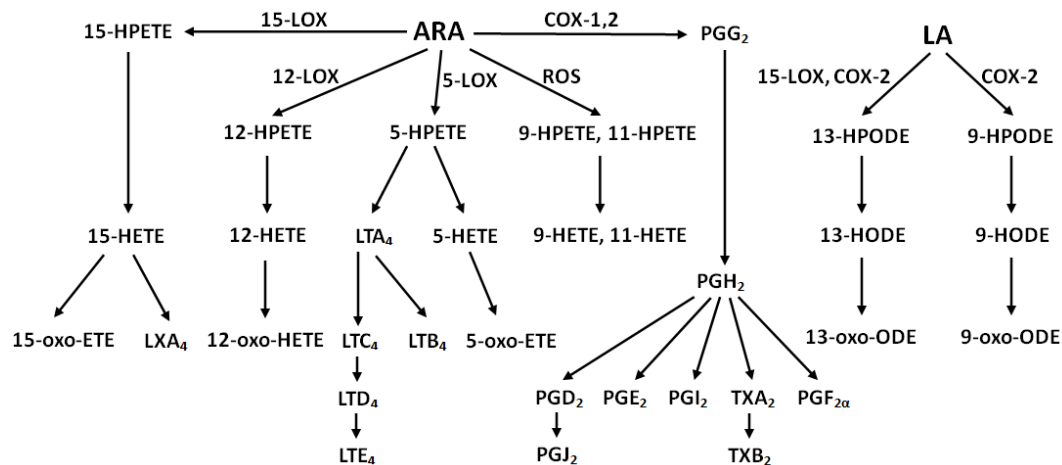 15-LOX ARA COX-1,2
15-HPETE PGG₂ LA
12-LOX 5-LOX ROS 15-LOX, COX-2 COX-2
12-HPETE 5-HPETE 9-HPETE, 11-HPETE 13-HPODE 9-HPODE
15-HETE 12-HETE LTA₄ 5-HETE 9-HETE, 11-HETE 13-HODE 9-HODE
PGH₂
15-oxo-ETE LXA₄ 12-oxo-HETE LTC₄ LTB₄ 5-oxo-ETE 13-oxo-ODE 9-oxo-ODE
LTD₄ PGD₂ PGE₂ PGI₂ TXA₂ PGF₂α
LTE₄ PGJ₂ TXB₂